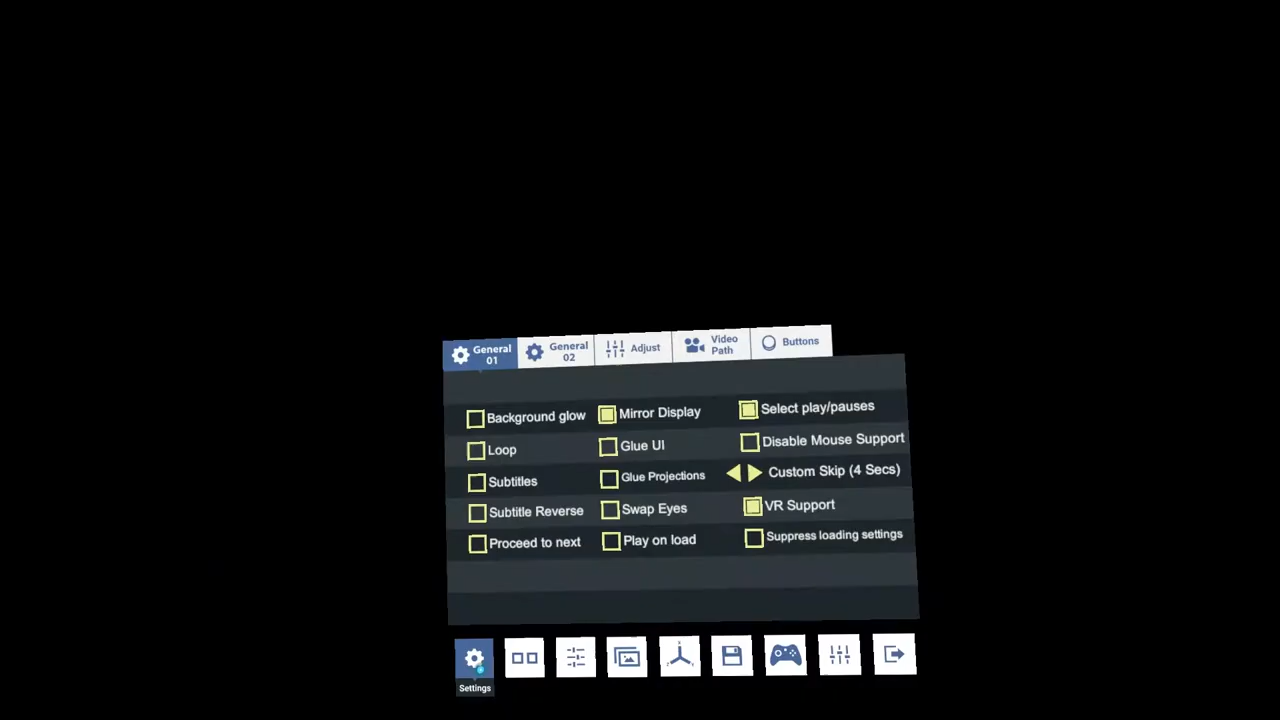 General
01
General
02
Adjust
Video
Path
Buttons
Background glow
Mirror Display
Select play/pauses
Loop
Glue UI
Disable Mouse Support
Subtitles
Glue Projections
Custom Skip (4 Secs)
Subtitle Reverse
Swap Eyes
VR Support
Proceed to next
Play on load
Suppress loading settings
Settings